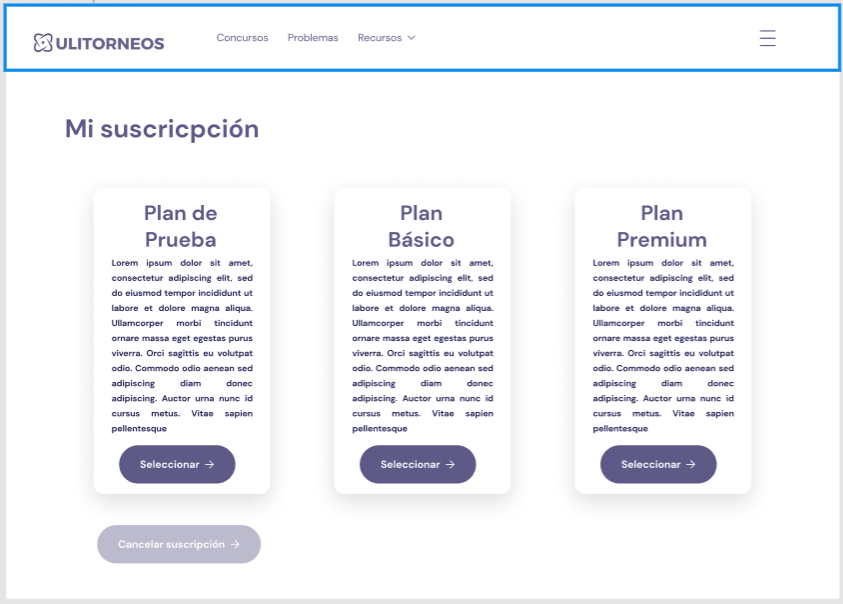 ULITORNEOS Concursos Problemas Recursos
Mi suscricpción
Plan de
Prueba
Lorem ipsum dolor sit amet,
consectetur adipiscing elit, sed
do eiusmod tempor incididunt ut
labore et dolore magna aliqua.
Ullamcorper morbi tincidunt
ornare massa eget egestas purus
viverra. Orci sagittis eu volutpat
odio. Commodo odio aenean sed
adipiscing diam donec
adipiscing. Auctor urna nunc id
cursus metus. Vitae sapien
pellentesque
Seleccionar →
Plan
Básico
Lorem ipsum dolor sit amet,
consectetur adipiscing elit, sed
do eiusmod tempor incididunt ut
labore et dolore magna aliqua.
Ullamcorper morbi tincidunt
ornare massa eget egestas purus
viverra. Orci sagittis eu volutpat
odio. Commodo odio aenean sed
adipiscing diam donec
adipiscing. Auctor urna nunc id
cursus metus. Vitae sapien
pellentesque
Seleccionar →
Plan
Premium
Lorem ipsum dolor sit amet,
consectetur adipiscing elit, sed
do eiusmod tempor incididunt ut
labore et dolore magna aliqua.
Ullamcorper morbi tincidunt
ornare massa eget egestas purus
viverra. Orci sagittis eu volutpat
odio. Commodo odio aenean sed
adipiscing diam donec
adipiscing. Auctor urna nunc id
cursus metus. Vitae sapien
pellentesque
Seleccionar →
Cancelar suscripción →